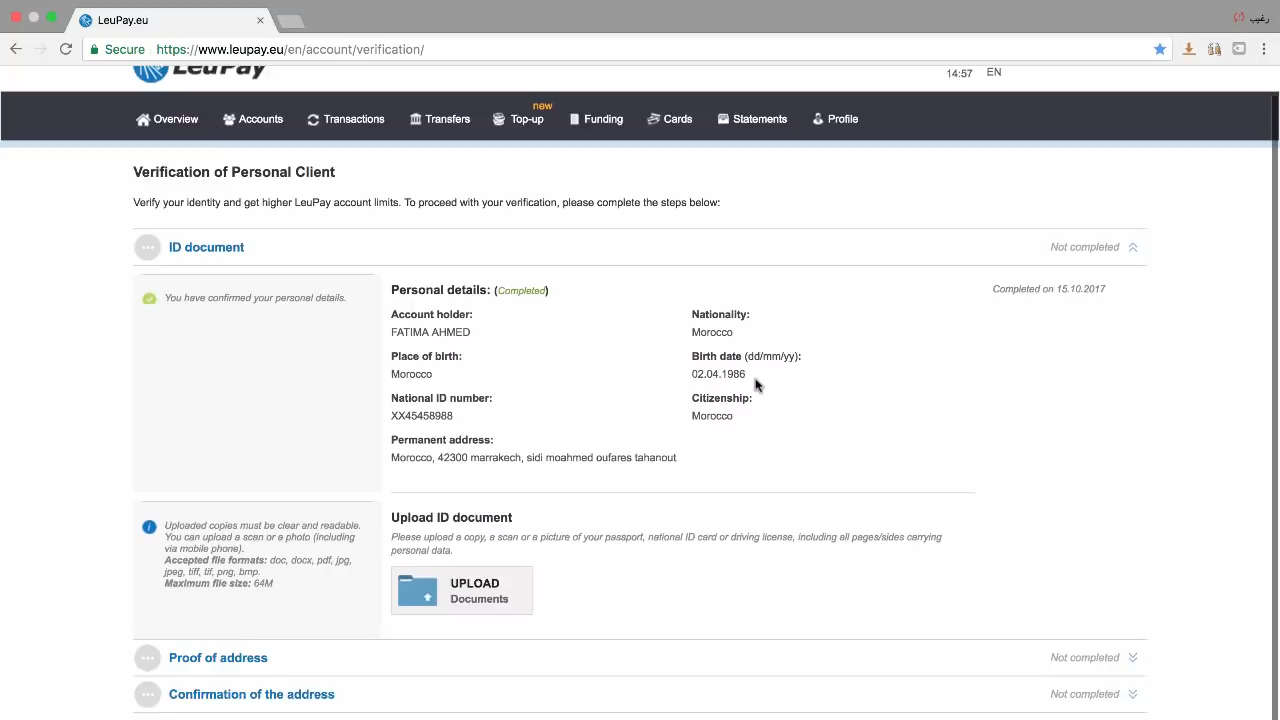 LeuPay.eu
رغيب
Secure https://www.leupay.eu/en/account/verification/
LeuPay
14:57 EN
new
Overview Accounts Transactions Transfers Top-up Funding Cards Statements Profile
Verification of Personal Client
Verify your identity and get higher LeuPay account limits. To proceed with your verification, please complete the steps below:
ID document
Not completed
You have confirmed your personal details.
Personal details: (Completed)
Completed on 15.10.2017
Account holder:
FATIMA AHMED
Nationality:
Morocco
Place of birth:
Morocco
Birth date (dd/mm/yy):
02.04.1986
National ID number:
XX45458988
Citizenship:
Morocco
Permanent address:
Morocco, 42300 marrakech, sidi moahmed oufares tahanout
Uploaded copies must be clear and readable.
You can upload a scan or a photo (including
via mobile phone).
Accepted file formats: doc, docx, pdf, jpg,
jpeg, tiff, tif, png, bmp.
Maximum file size: 64M
Upload ID document
Please upload a copy, a scan or a picture of your passport, national ID card or driving license, including all pages/sides carrying
personal data.
UPLOAD
Documents
Proof of address
Not completed
Confirmation of the address
Not completed